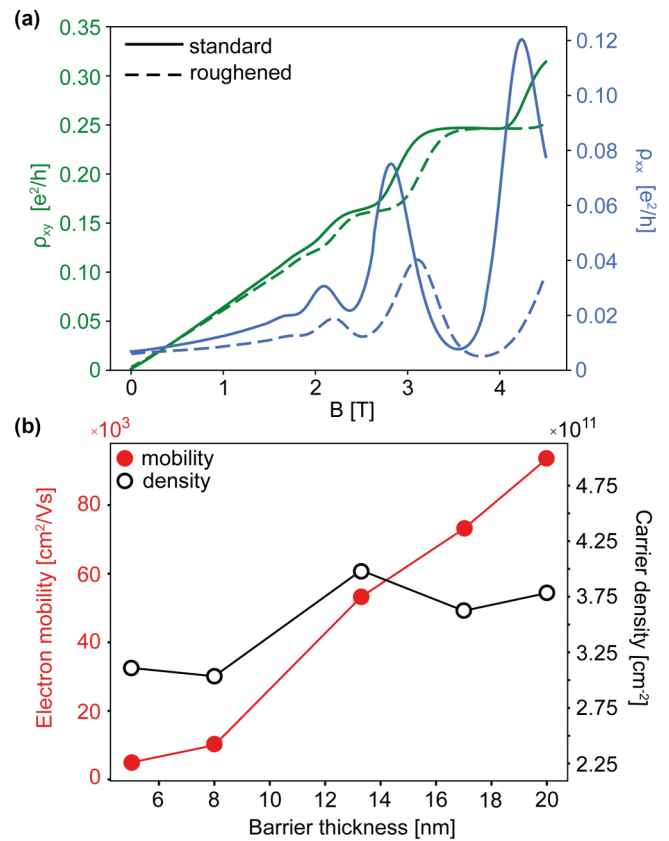 (a)
0.35
0.30
0.25
0.20
0.15
0.10
0.05
0
ρxy [e²/h]
standard
roughened
0.12
0.10
0.08
0.06
0.04
0.02
0
ρxx [e²/h]
0 1 2 3 4
B [T]
(b)
×10³
×10¹¹
mobility
density
80
60
40
20
0
Electron mobility [cm²/Vs]
4.75
4.25
3.75
3.25
2.75
2.25
Carrier density [cm⁻²]
6 8 10 12 14 16 18 20
Barrier thickness [nm]